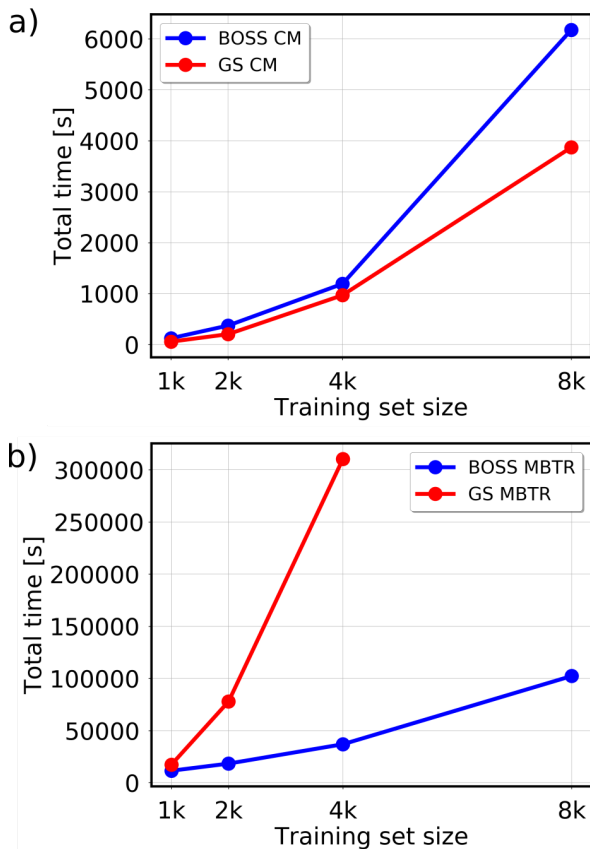 a)
BOSS CM
GS CM
6000
5000
4000
3000
2000
1000
0
Total time [s]
1k 2k 4k 8k
Training set size
b)
BOSS MBTR
GS MBTR
300000
250000
200000
150000
100000
50000
0
Total time [s]
1k 2k 4k 8k
Training set size